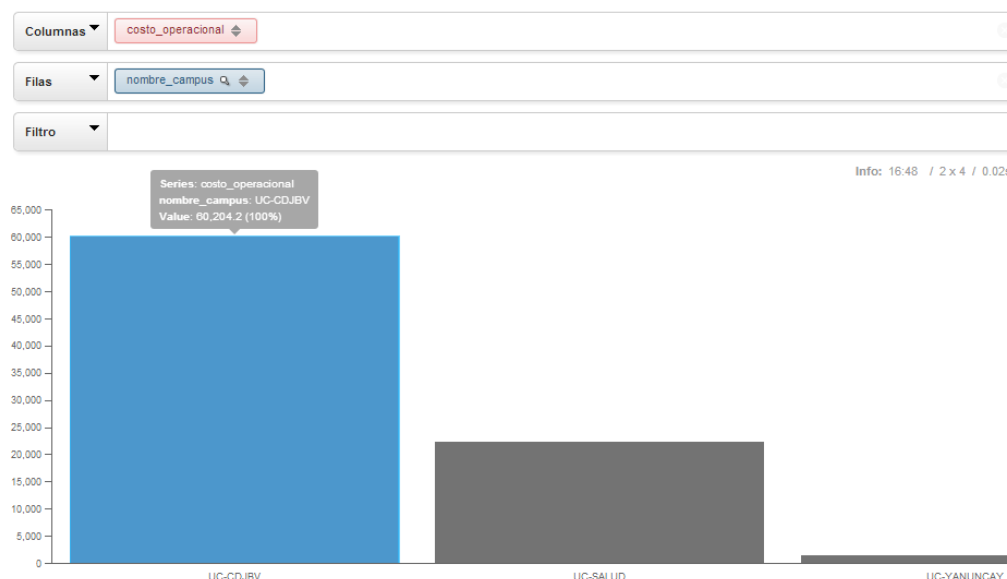 Columnas costo_operacional
Filas nombre_campus
Filtro
Info: 16:48 / 2 x 4 / 0.02s
Series: costo_operacional
nombre_campus: UC-CDJBV
Value: 60,204.2 (100%)
65,000
60,000
55,000
50,000
45,000
40,000
35,000
30,000
25,000
20,000
15,000
10,000
5,000
0
UC-CDJBV UC-SALUD UC-YANUNCAY